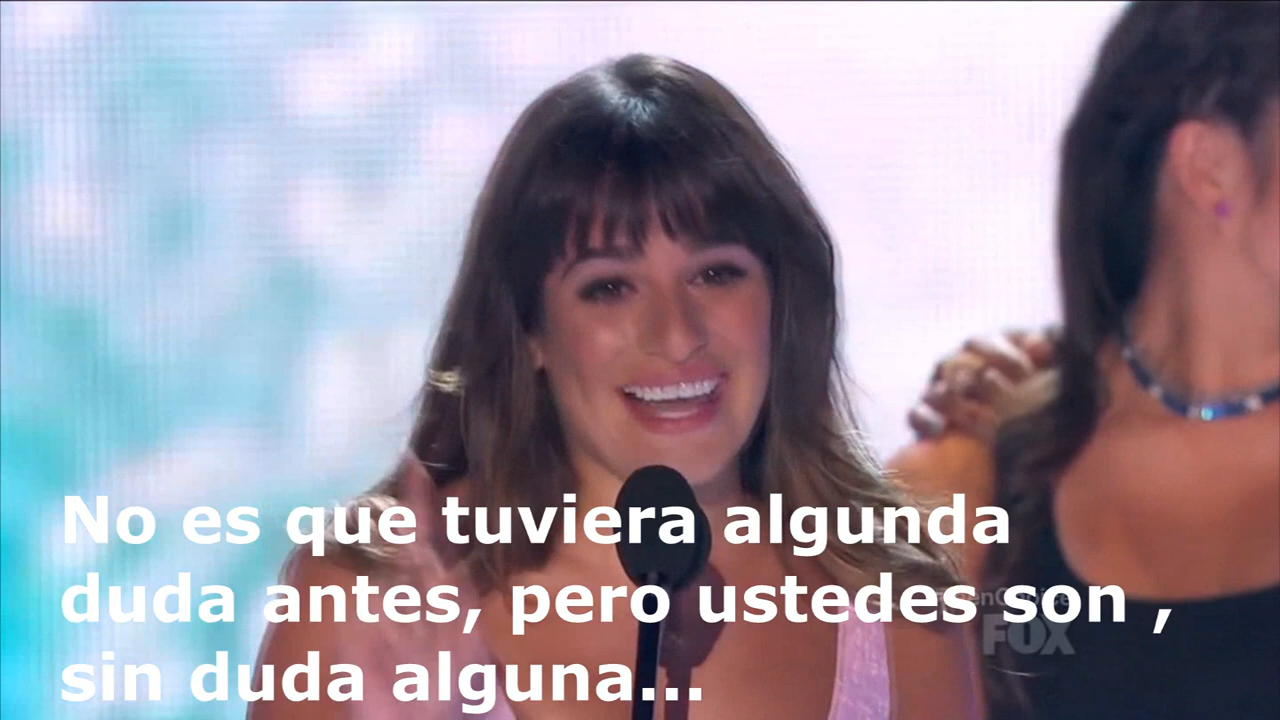 No es que tuviera algunda
duda antes, pero ustedes son ,
sin duda alguna...
FOX